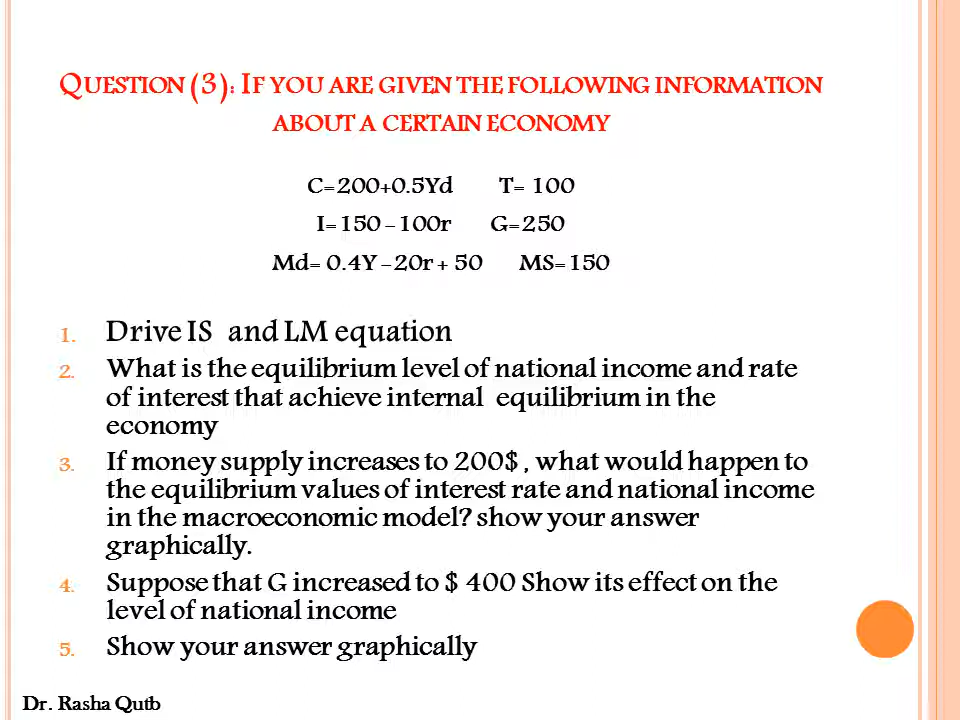 QUESTION (3): IF YOU ARE GIVEN THE FOLLOWING INFORMATION
ABOUT A CERTAIN ECONOMY
C=200+0.5Yd T= 100
I=150 -100r G=250
Md= 0.4Y -20r + 50 MS=150
1. Drive IS and LM equation
2. What is the equilibrium level of national income and rate
of interest that achieve internal equilibrium in the
economy
3. If money supply increases to 200$ , what would happen to
the equilibrium values of interest rate and national income
in the macroeconomic model? show your answer
graphically.
4. Suppose that G increased to $ 400 Show its effect on the
level of national income
5. Show your answer graphically
Dr. Rasha Qutb